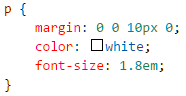 p {
    margin: 0 0 10px 0;
    color: white;
    font-size: 1.8em;
}